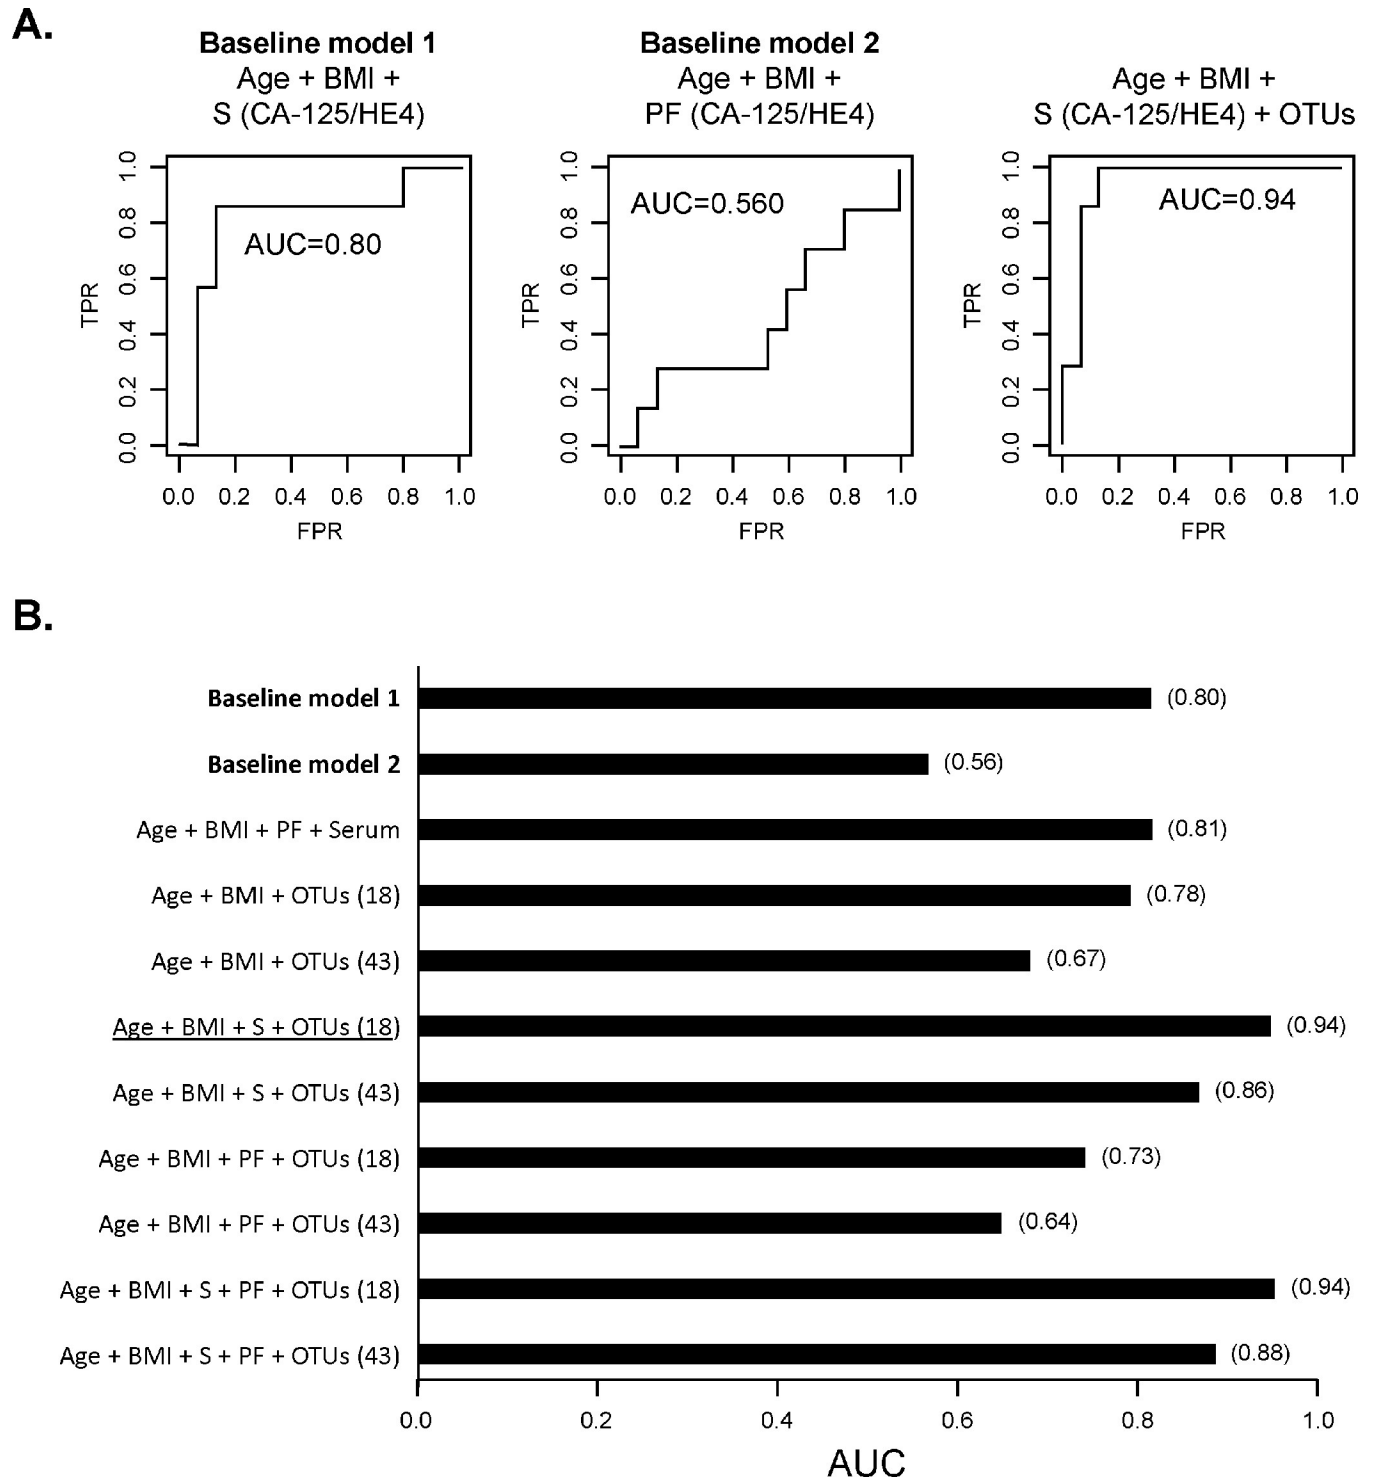 A.
Baseline model 1
Age + BMI +
S (CA-125/HE4)
Baseline model 2
Age + BMI +
PF (CA-125/HE4)
Age + BMI +
S (CA-125/HE4) + OTUs
AUC=0.80
TPR
0.0 0.2 0.4 0.6 0.8 1.0
0.0 0.2 0.4 0.6 0.8 1.0
FPR
AUC=0.560
TPR
0.0 0.2 0.4 0.6 0.8 1.0
0.0 0.2 0.4 0.6 0.8 1.0
FPR
AUC=0.94
TPR
0.0 0.2 0.4 0.6 0.8 1.0
0.0 0.2 0.4 0.6 0.8 1.0
FPR
B.
Baseline model 1 (0.80)
Baseline model 2 (0.56)
Age + BMI + PF + Serum (0.81)
Age + BMI + OTUs (18) (0.78)
Age + BMI + OTUs (43) (0.67)
Age + BMI + S + OTUs (18) (0.94)
Age + BMI + S + OTUs (43) (0.86)
Age + BMI + PF + OTUs (18) (0.73)
Age + BMI + PF + OTUs (43) (0.64)
Age + BMI + S + PF + OTUs (18) (0.94)
Age + BMI + S + PF + OTUs (43) (0.88)
0.0 0.2 0.4 0.6 0.8 1.0
AUC